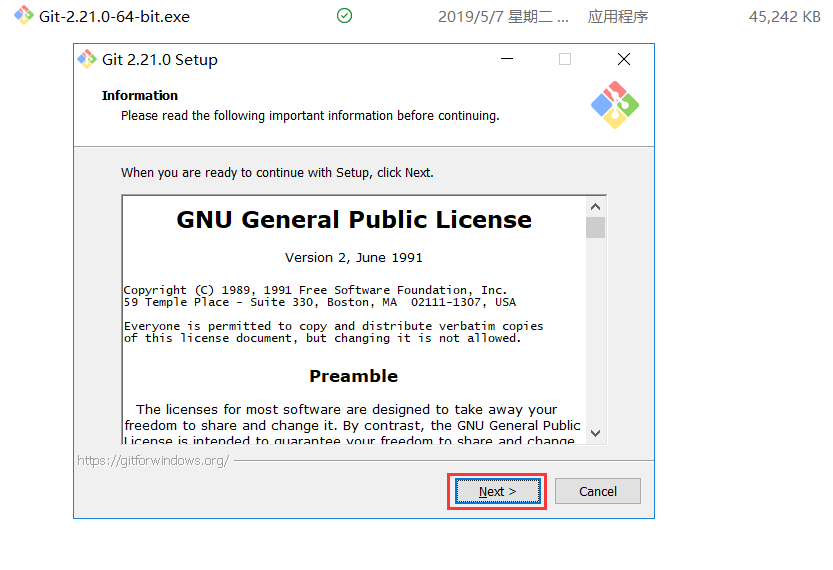 Git-2.21.0-64-bit.exe 2019/5/7 星期二 ... 应用程序 45,242 KB
Git 2.21.0 Setup
Information
Please read the following important information before continuing.
When you are ready to continue with Setup, click Next.
GNU General Public License
Version 2, June 1991
Copyright (C) 1989, 1991 Free Software Foundation, Inc.
59 Temple Place - Suite 330, Boston, MA  02111-1307, USA
Everyone is permitted to copy and distribute verbatim copies
of this license document, but changing it is not allowed.
Preamble
The licenses for most software are designed to take away your
freedom to share and change it. By contrast, the GNU General Public
License is intended to guarantee your freedom to share and change
https://gitforwindows.org/
Next >
Cancel